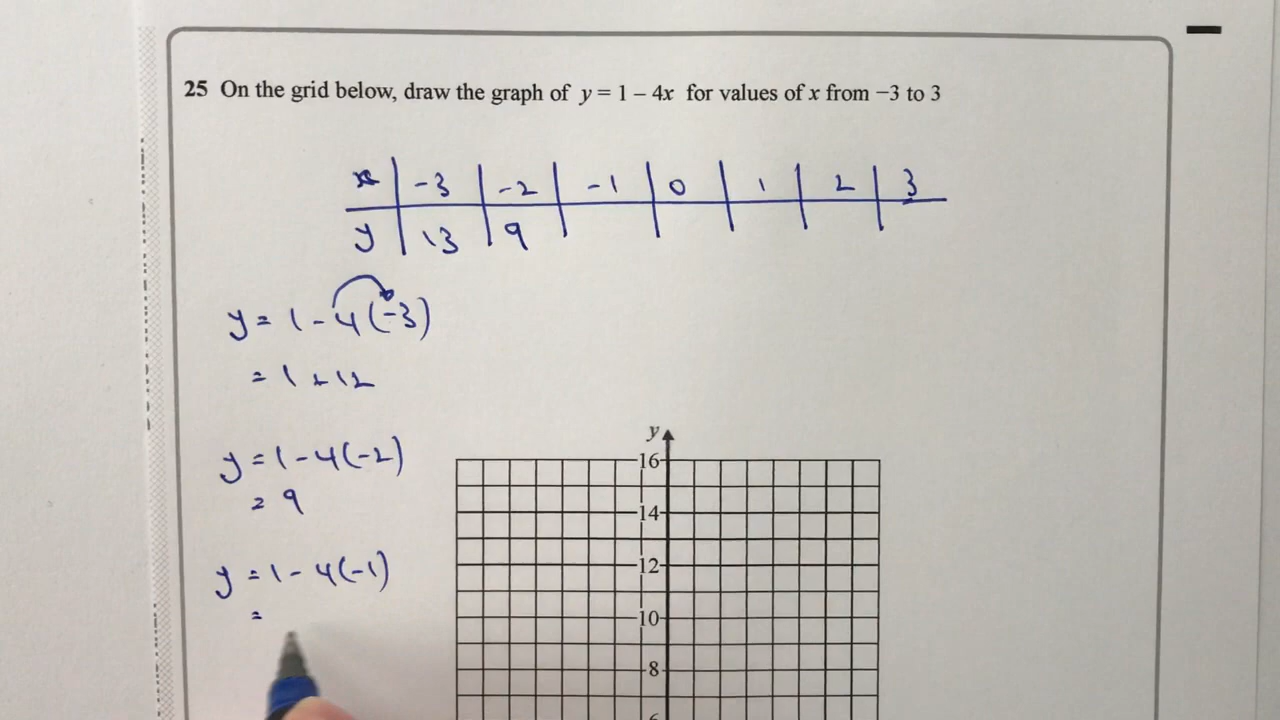 25 On the grid below, draw the graph of y = 1 – 4x for values of x from −3 to 3
x -3 -2 -1 0 1 2 3
y 13 9
y = 1 - 4(-3)
= 1 + 12
y = 1 - 4(-2)
= 9
y = 1 - 4(-1)
=
y
16
14
12
10
8
6